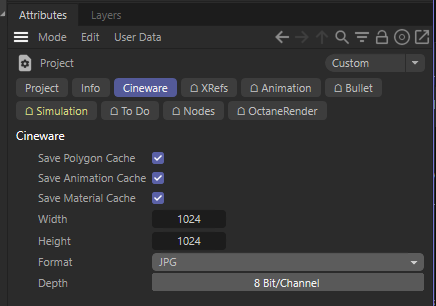 Attributes Layers
Mode Edit User Data
Project Custom
Project Info Cineware XRefs Animation Bullet
Simulation To Do Nodes OctaneRender
Cineware
Save Polygon Cache
Save Animation Cache
Save Material Cache
Width 1024
Height 1024
Format JPG
Depth 8 Bit/Channel